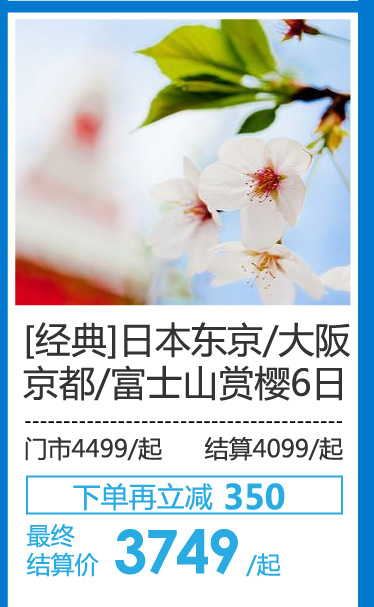 [经典]日本东京/大阪
京都/富士山赏樱6日
门市4499/起 结算4099/起
下单再立减 350
最终
结算价 3749 /起